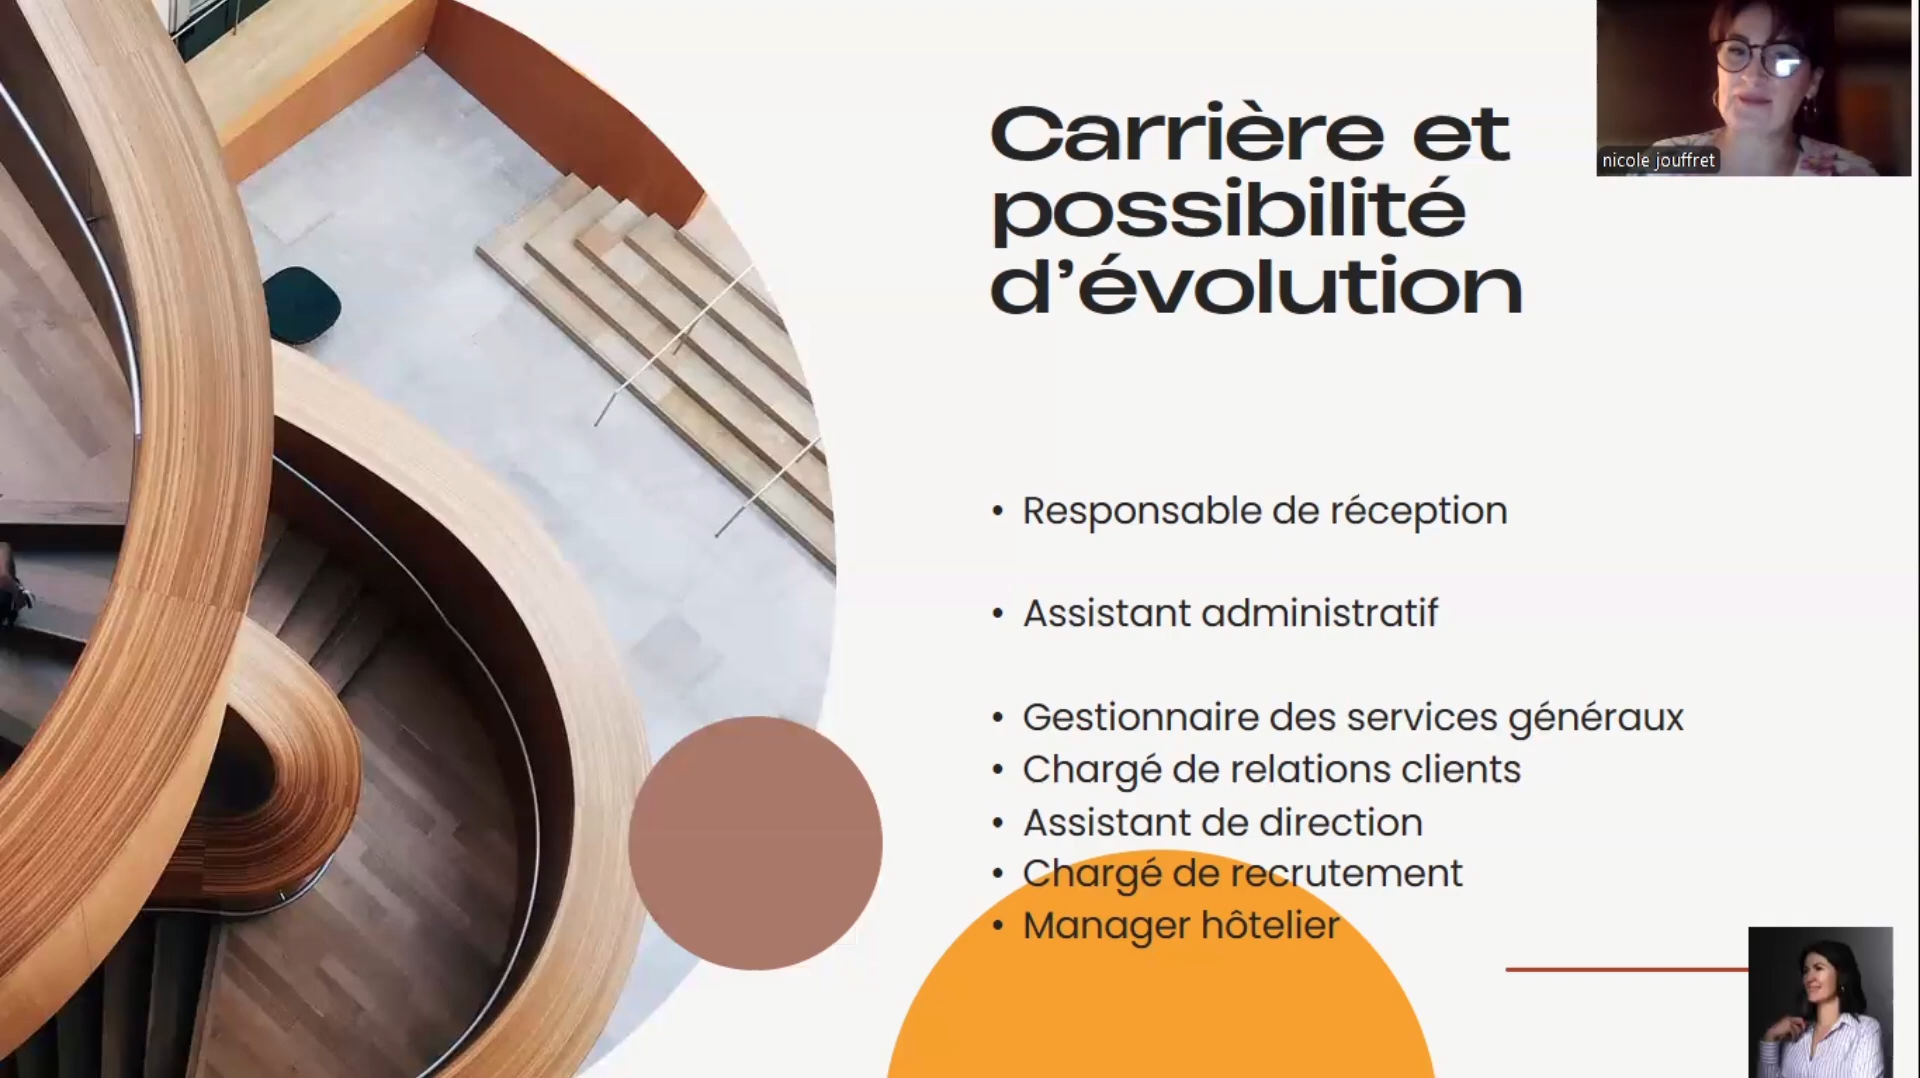 Carrière et
possibilité
d’évolution
nicole jouffret
• Responsable de réception
• Assistant administratif
• Gestionnaire des services généraux
• Chargé de relations clients
• Assistant de direction
• Chargé de recrutement
• Manager hôtelier